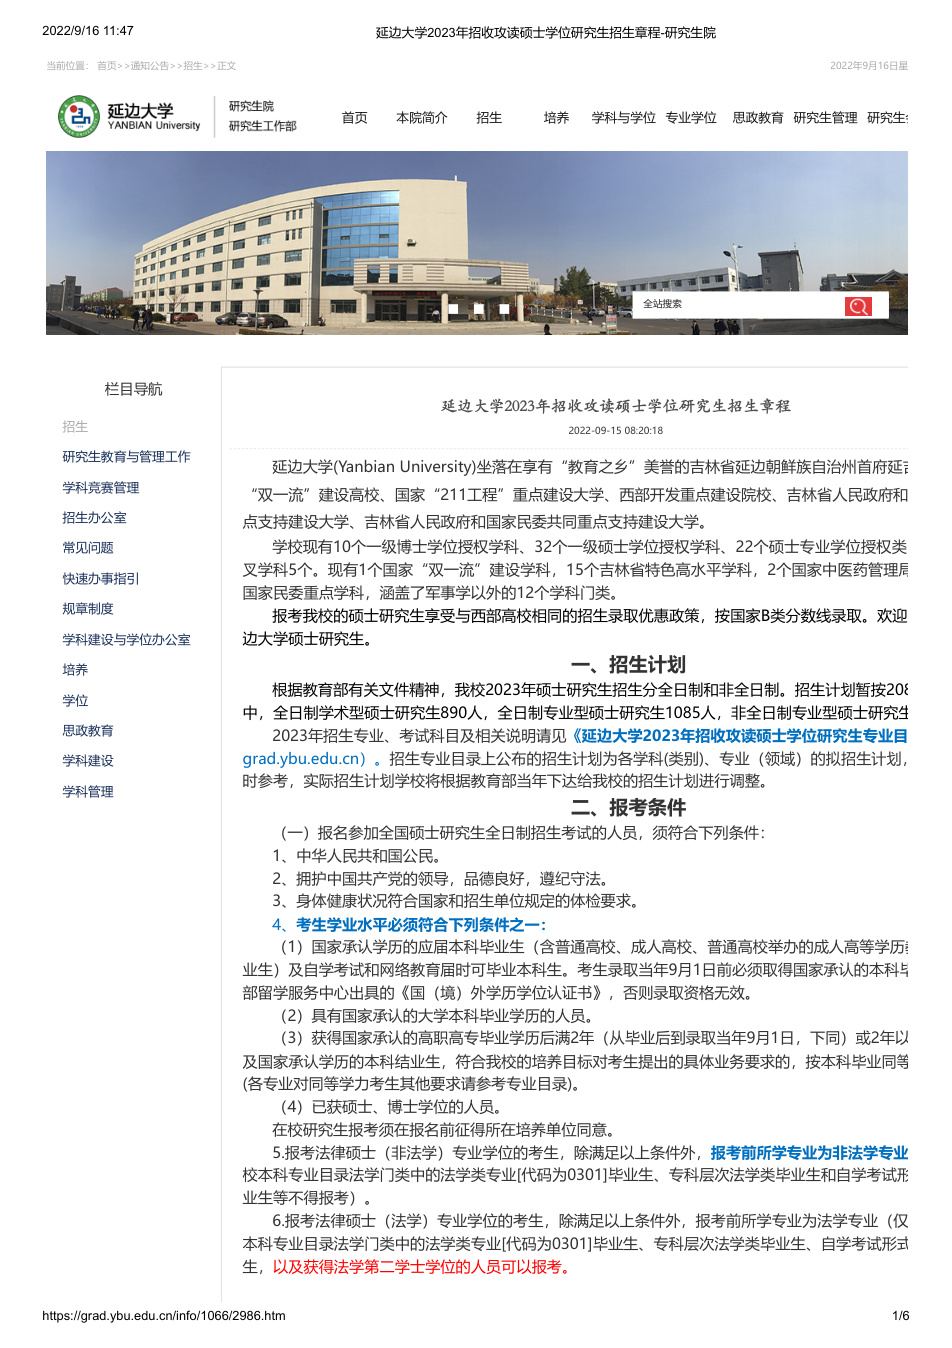 2022/9/16 11:47
延边大学2023年招收攻读硕士学位研究生招生章程-研究生院
当前位置： 首页>>通知公告>>招生>>正文
2022年9月16日星
延边大学
YANBIAN University
研究生院
研究生工作部
首页 本院简介 招生 培养 学科与学位 专业学位 思政教育 研究生管理 研究生
全站搜索
栏目导航
招生
研究生教育与管理工作
学科竞赛管理
招生办公室
常见问题
快速办事指引
规章制度
学科建设与学位办公室
培养
学位
思政教育
学科建设
学科管理
延边大学2023年招收攻读硕士学位研究生招生章程
2022-09-15 08:20:18
延边大学(Yanbian University)坐落在享有“教育之乡”美誉的吉林省延边朝鲜族自治州首府延吉
“双一流”建设高校、国家“211工程”重点建设大学、西部开发重点建设院校、吉林省人民政府和
点支持建设大学、吉林省人民政府和国家民委共同重点支持建设大学。
学校现有10个一级博士学位授权学科、32个一级硕士学位授权学科、22个硕士专业学位授权类
叉学科5个。现有1个国家“双一流”建设学科，15个吉林省特色高水平学科，2个国家中医药管理局
国家民委重点学科，涵盖了军事学以外的12个学科门类。
报考我校的硕士研究生享受与西部高校相同的招生录取优惠政策，按国家B类分数线录取。欢迎
边大学硕士研究生。
一、招生计划
根据教育部有关文件精神，我校2023年硕士研究生招生分全日制和非全日制。招生计划暂按208
中，全日制学术型硕士研究生890人，全日制专业型硕士研究生1085人，非全日制专业型硕士研究生
2023年招生专业、考试科目及相关说明请见《延边大学2023年招收攻读硕士学位研究生专业目
grad.ybu.edu.cn）。招生专业目录上公布的招生计划为各学科(类别)、专业（领域）的拟招生计划，
时参考，实际招生计划学校将根据教育部当年下达给我校的招生计划进行调整。
二、报考条件
（一）报名参加全国硕士研究生全日制招生考试的人员，须符合下列条件：
1、中华人民共和国公民。
2、拥护中国共产党的领导，品德良好，遵纪守法。
3、身体健康状况符合国家和招生单位规定的体检要求。
4、考生学业水平必须符合下列条件之一：
（1）国家承认学历的应届本科毕业生（含普通高校、成人高校、普通高校举办的成人高等学历教
业生）及自学考试和网络教育届时可毕业本科生。考生录取当年9月1日前必须取得国家承认的本科毕
部留学服务中心出具的《国（境）外学历学位认证书》，否则录取资格无效。
（2）具有国家承认的大学本科毕业学历的人员。
（3）获得国家承认的高职高专毕业学历后满2年（从毕业后到录取当年9月1日，下同）或2年以
及国家承认学历的本科结业生，符合我校的培养目标对考生提出的具体业务要求的，按本科毕业同等
(各专业对同等学力考生其他要求请参考专业目录)。
（4）已获硕士、博士学位的人员。
在校研究生报考须在报名前征得所在培养单位同意。
5.报考法律硕士（非法学）专业学位的考生，除满足以上条件外，报考前所学专业为非法学专业
校本科专业目录法学门类中的法学类专业[代码为0301]毕业生、专科层次法学类毕业生和自学考试形
业生等不得报考）。
6.报考法律硕士（法学）专业学位的考生，除满足以上条件外，报考前所学专业为法学专业（仅
本科专业目录法学门类中的法学类专业[代码为0301]毕业生、专科层次法学类毕业生、自学考试形式
生，以及获得法学第二学士学位的人员可以报考。
https://grad.ybu.edu.cn/info/1066/2986.htm
1/6